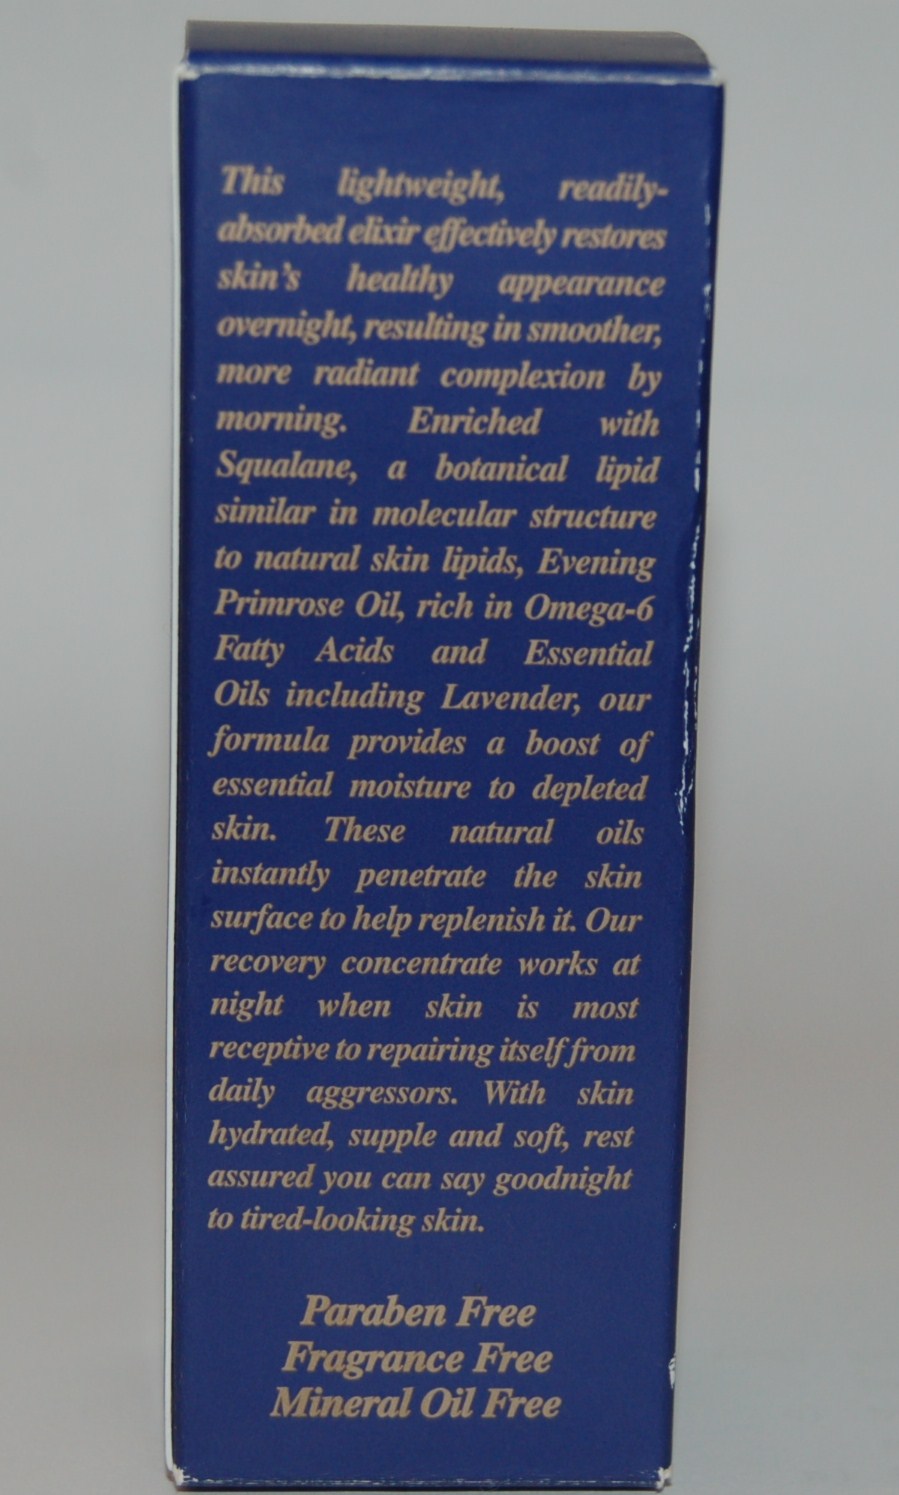 This lightweight, readily-
absorbed elixir effectively restores
skin's healthy appearance
overnight, resulting in smoother,
more radiant complexion by
morning. Enriched with
Squalane, a botanical lipid
similar in molecular structure
to natural skin lipids, Evening
Primrose Oil, rich in Omega-6
Fatty Acids and Essential
Oils including Lavender, our
formula provides a boost of
essential moisture to depleted
skin. These natural oils
instantly penetrate the skin
surface to help replenish it. Our
recovery concentrate works at
night when skin is most
receptive to repairing itself from
daily aggressors. With skin
hydrated, supple and soft, rest
assured you can say goodnight
to tired-looking skin.
Paraben Free
Fragrance Free
Mineral Oil Free